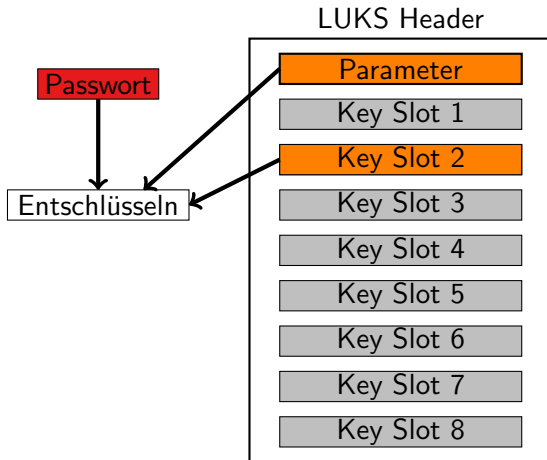 LUKS Header
Passwort
Parameter
Key Slot 1
Key Slot 2
Entschlüsseln
Key Slot 3
Key Slot 4
Key Slot 5
Key Slot 6
Key Slot 7
Key Slot 8